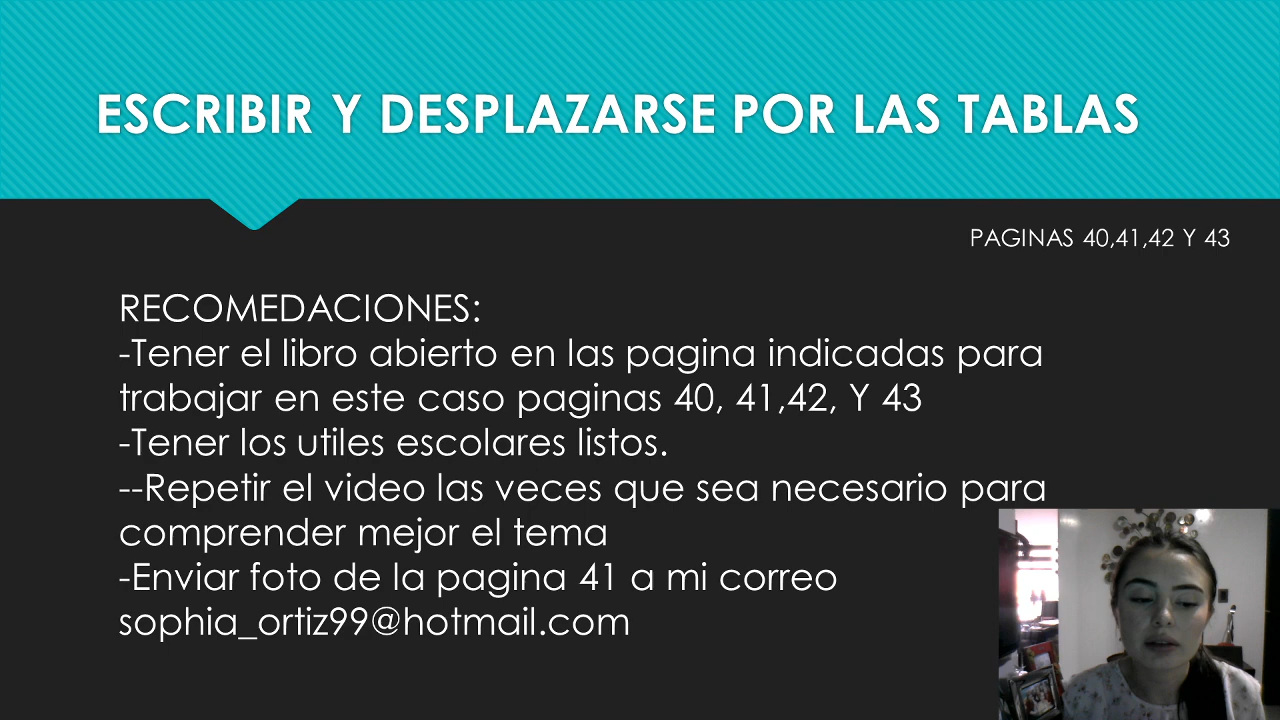 ESCRIBIR Y DESPLAZARSE POR LAS TABLAS
PAGINAS 40,41,42 Y 43
RECOMEDACIONES:
-Tener el libro abierto en las pagina indicadas para
trabajar en este caso paginas 40, 41,42, Y 43
-Tener los utiles escolares listos.
--Repetir el video las veces que sea necesario para
comprender mejor el tema
-Enviar foto de la pagina 41 a mi correo
sophia_ortiz99@hotmail.com